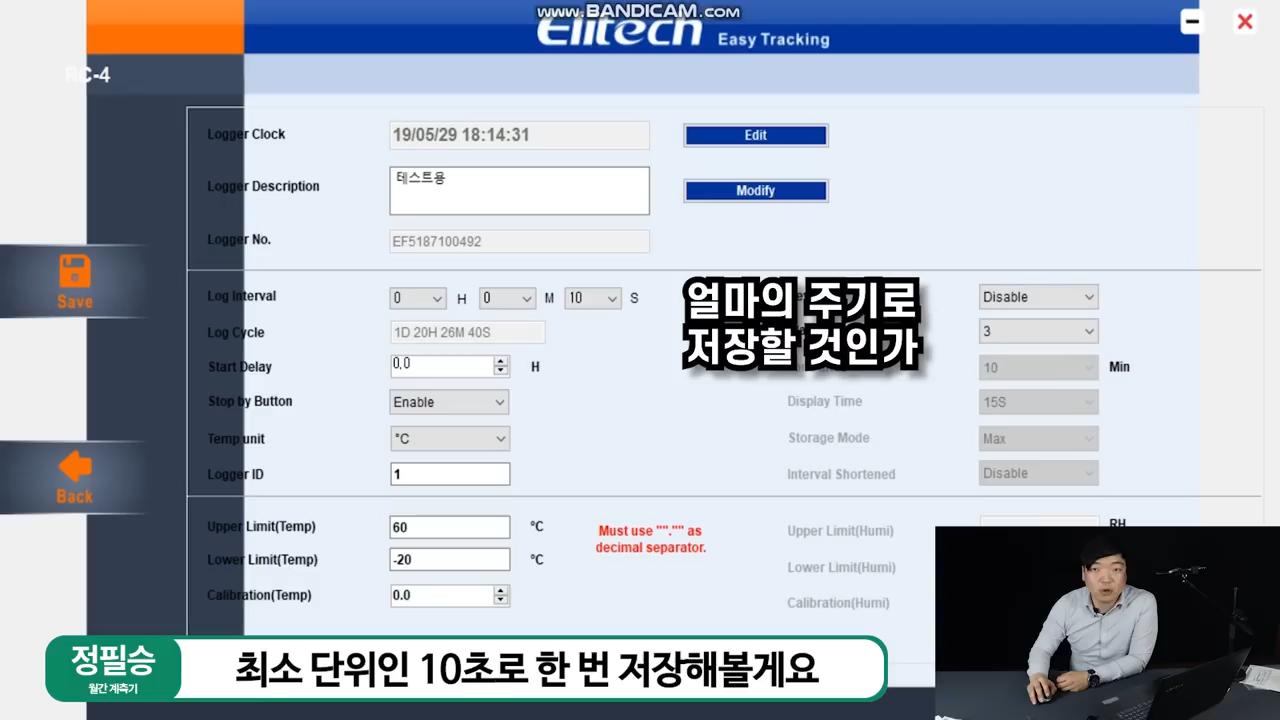 www.BANDICAM.com
Elitech Easy Tracking
RC-4
Logger Clock 19/05/29 18:14:31 Edit
Logger Description 테스트용 Modify
Logger No. EF5187100492
Save
Log Interval 0 H 0 M 10 S Disable
얼마의 주기로
저장할 것인가
Log Cycle 1D 20H 26M 40S 3
Start Delay 0,0 H 10 Min
Stop by Button Enable Display Time 15S
Temp unit °C Storage Mode Max
Logger ID 1 Interval Shortened Disable
Back
Upper Limit(Temp) 60 °C Must use ""."" as Upper Limit(Humi) RH
decimal separator.
Lower Limit(Temp) -20 °C Lower Limit(Humi)
Calibration(Temp) 0.0 Calibration(Humi)
정필승
월간 계측기
최소 단위인 10초로 한 번 저장해볼게요